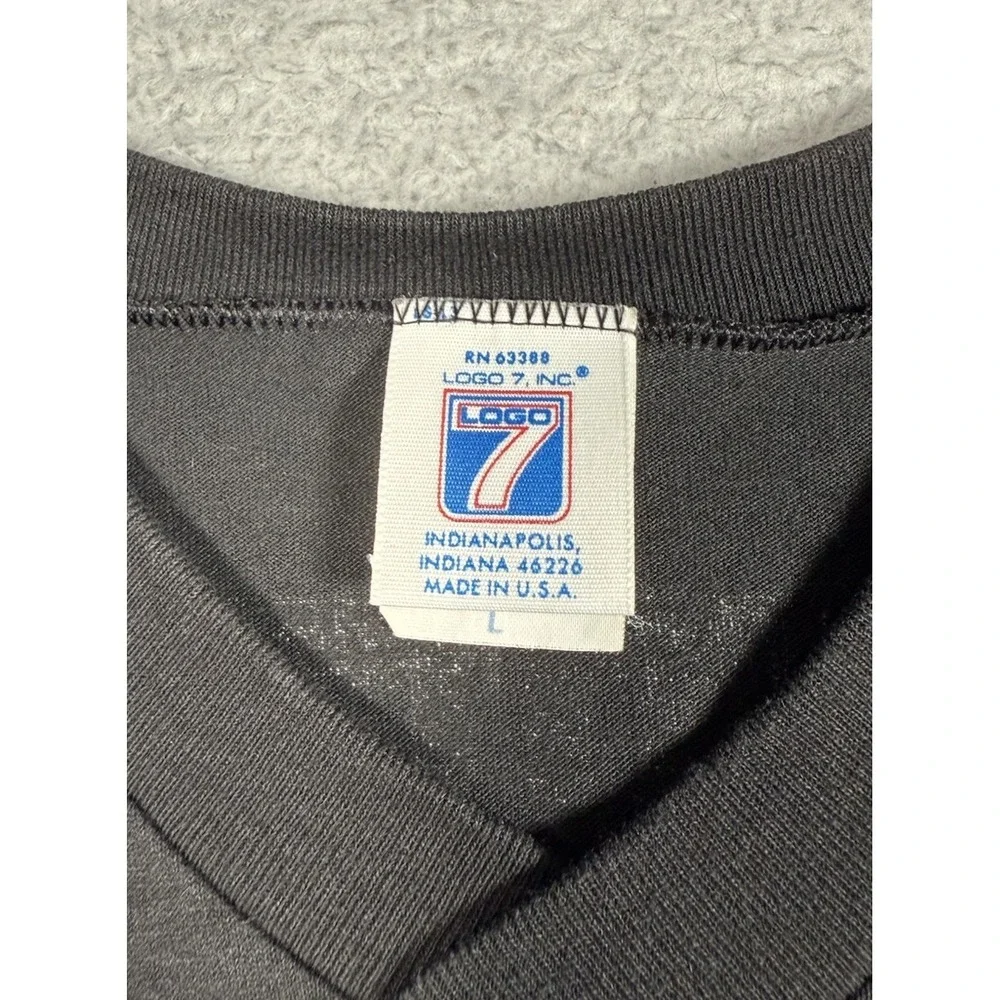 RN 63388
LOGO 7, INC.®
LOGO
7
INDIANAPOLIS,
INDIANA 46226
MADE IN U.S.A.
L